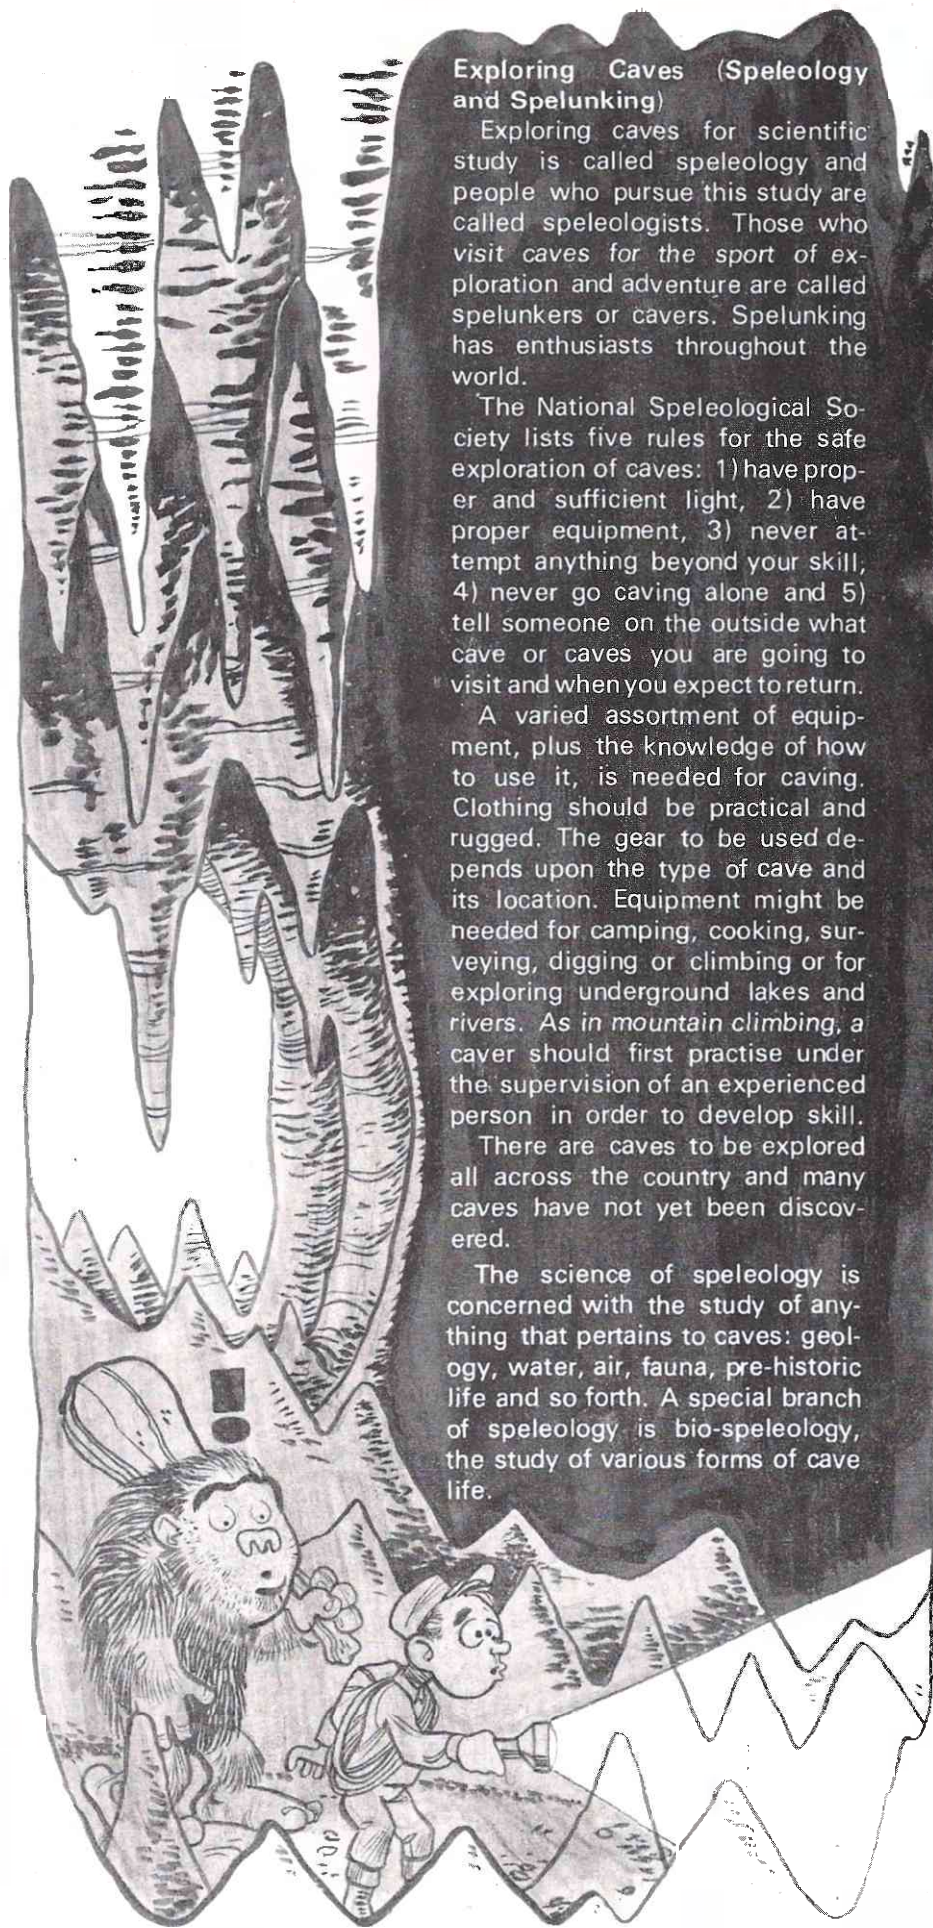 Exploring Caves (Speleology
and Spelunking)
Exploring caves for scientific
study is called speleology and
people who pursue this study are
called speleologists. Those who
visit caves for the sport of ex-
ploration and adventure are called
spelunkers or cavers. Spelunking
has enthusiasts throughout the
world.
The National Speleological So-
ciety lists five rules for the safe
exploration of caves: 1) have prop-
er and sufficient light, 2) have
proper equipment, 3) never at-
tempt anything beyond your skill,
4) never go caving alone and 5)
tell someone on the outside what
cave or caves you are going to
visit and when you expect to return.
A varied assortment of equip-
ment, plus the knowledge of how
to use it, is needed for caving.
Clothing should be practical and
rugged. The gear to be used de-
pends upon the type of cave and
its location. Equipment might be
needed for camping, cooking, sur-
veying, digging or climbing or for
exploring underground lakes and
rivers. As in mountain climbing, a
caver should first practise under
the supervision of an experienced
person in order to develop skill.
There are caves to be explored
all across the country and many
caves have not yet been discov-
ered.
The science of speleology is
concerned with the study of any-
thing that pertains to caves: geol-
ogy, water, air, fauna, pre-historic
life and so forth. A special branch
of speleology is bio-speleology,
the study of various forms of cave
life.
!